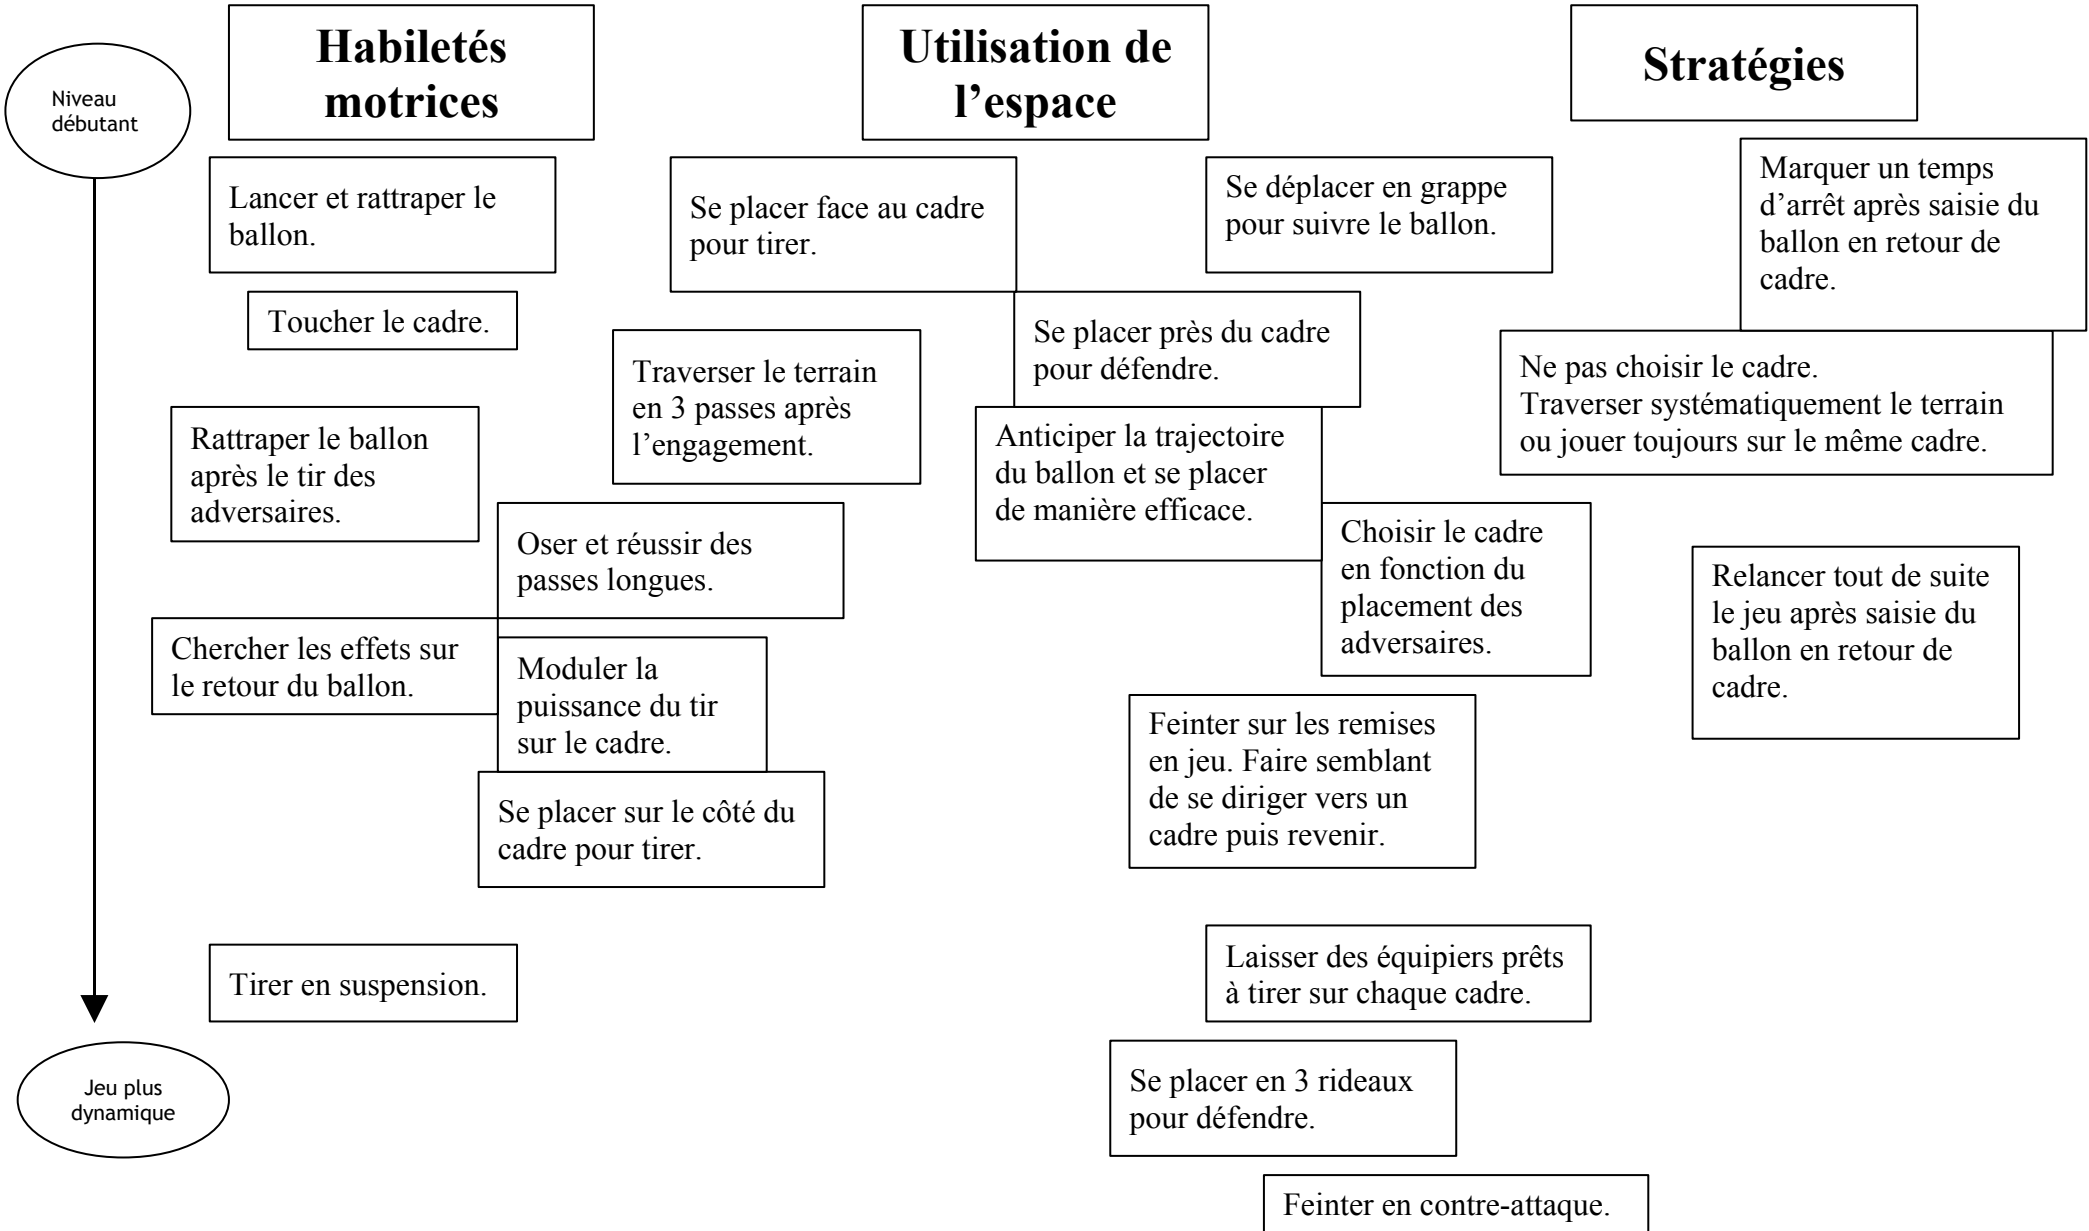 Niveau
débutant
Habiletés
motrices
Utilisation de
l’espace
Stratégies
Lancer et rattraper le
ballon.
Se placer face au cadre
pour tirer.
Se déplacer en grappe
pour suivre le ballon.
Marquer un temps
d’arrêt après saisie du
ballon en retour de
cadre.
Toucher le cadre.
Se placer près du cadre
pour défendre.
Traverser le terrain
en 3 passes après
l’engagement.
Ne pas choisir le cadre.
Traverser systématiquement le terrain
ou jouer toujours sur le même cadre.
Rattraper le ballon
après le tir des
adversaires.
Anticiper la trajectoire
du ballon et se placer
de manière efficace.
Oser et réussir des
passes longues.
Choisir le cadre
en fonction du
placement des
adversaires.
Relancer tout de suite
le jeu après saisie du
ballon en retour de
cadre.
Chercher les effets sur
le retour du ballon.
Moduler la
puissance du tir
sur le cadre.
Feinter sur les remises
en jeu. Faire semblant
de se diriger vers un
cadre puis revenir.
Se placer sur le côté du
cadre pour tirer.
Tirer en suspension.
Laisser des équipiers prêts
à tirer sur chaque cadre.
Jeu plus
dynamique
Se placer en 3 rideaux
pour défendre.
Feinter en contre-attaque.